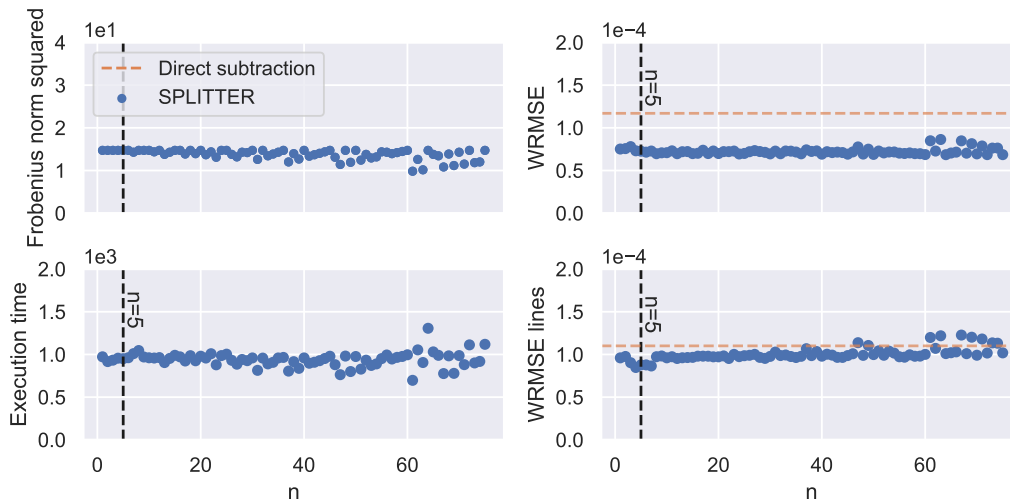 1e1
Frobenius norm squared
4
3
2
1
0
Direct subtraction
SPLITTER
1e−4
WRMSE
2.0
1.5
1.0
0.5
0.0
n=5
1e3
Execution time
2.0
1.5
1.0
0.5
0.0
n=5
0
20
40
60
n
1e−4
WRMSE lines
2.0
1.5
1.0
0.5
0.0
n=5
0
20
40
60
n